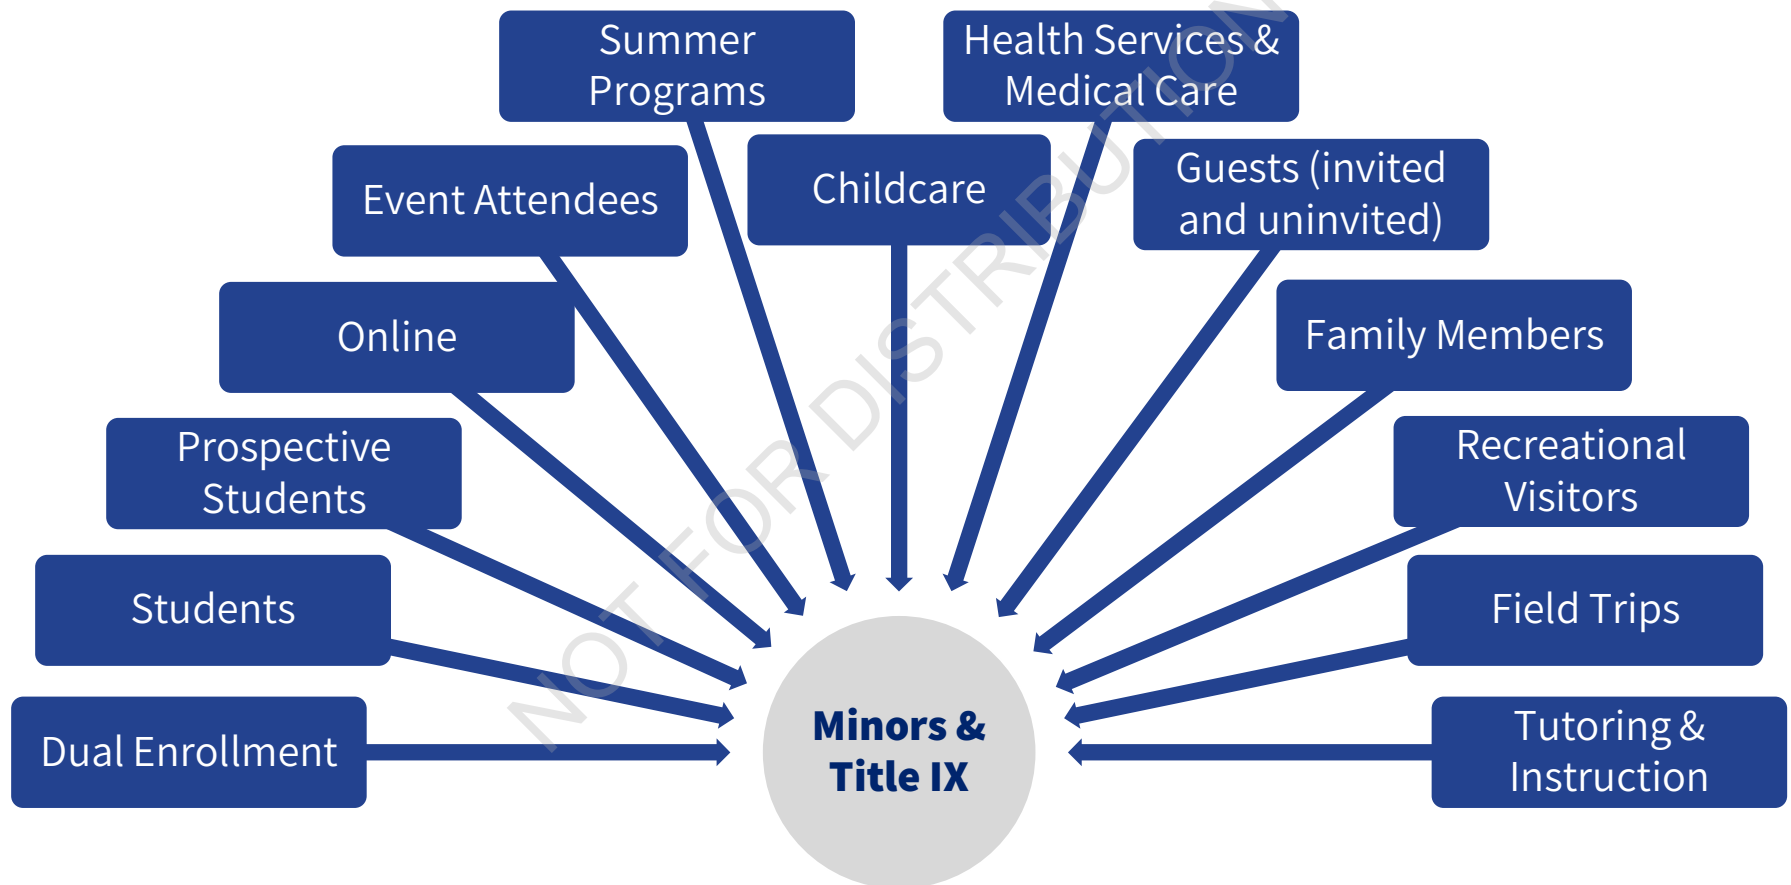 Summer
Programs
Health Services &
Medical Care
Event Attendees
Childcare
Guests (invited
and uninvited)
Online
Family Members
Prospective
Students
Recreational
Visitors
Students
Field Trips
Dual Enrollment
Minors &
Title IX
Tutoring &
Instruction
NOT FOR DISTRIBUTION